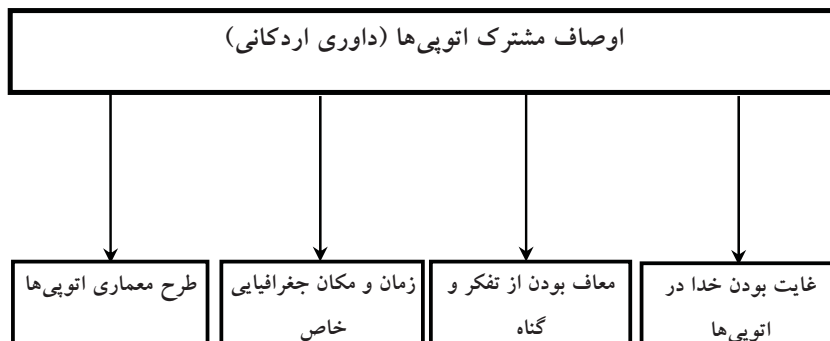 اوصاف مشترک اتوپی‌ها (داوری اردکانی)
غایت بودن خدا در
اتوپی‌ها
معاف بودن از تفکر و
گناه
زمان و مکان جغرافیایی
خاص
طرح معماری اتوپی‌ها